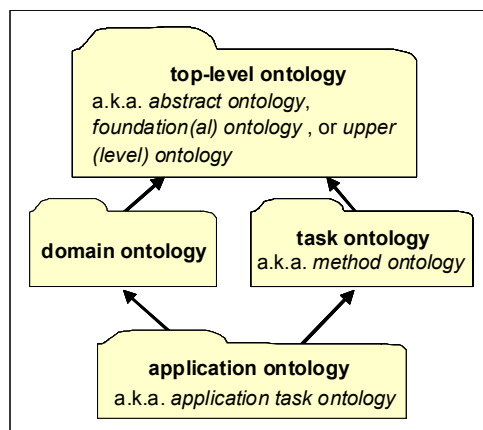 top-level ontology
a.k.a. abstract ontology,
foundation(al) ontology , or upper
(level) ontology
domain ontology
task ontology
a.k.a. method ontology
application ontology
a.k.a. application task ontology